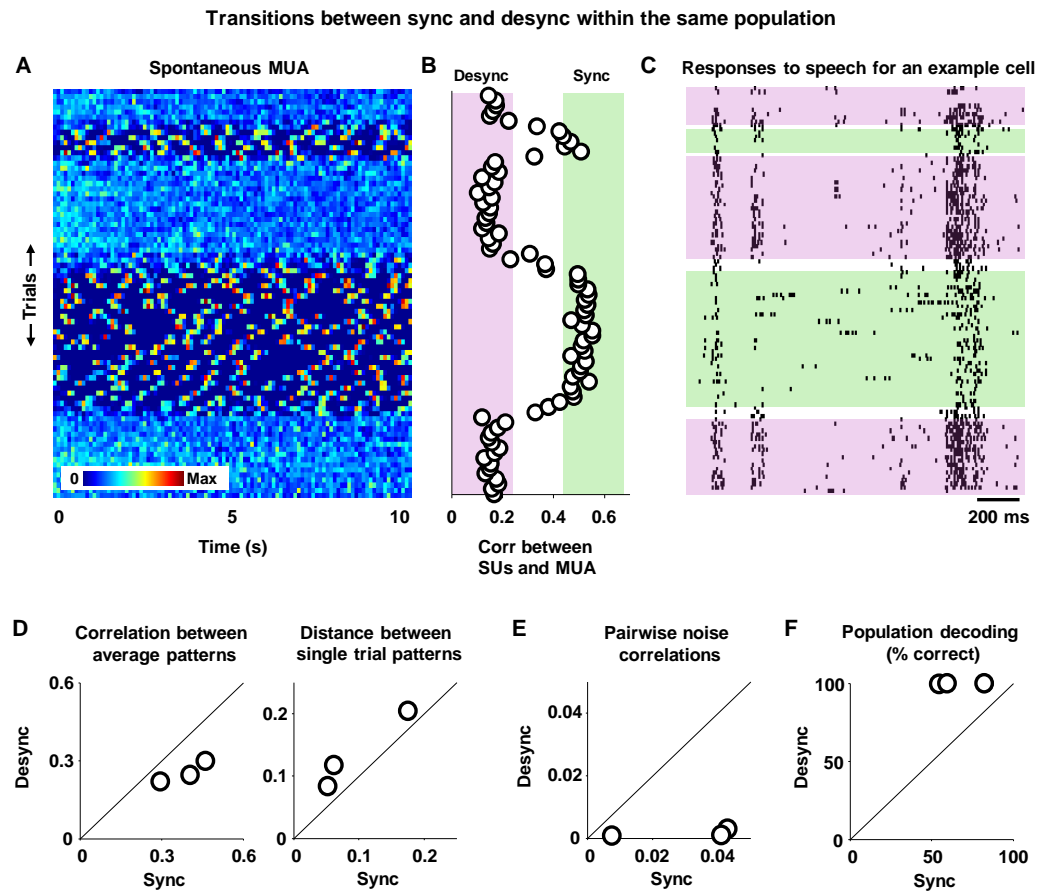 Transitions between sync and desync within the same population
A
Spontaneous MUA
← Trials →
0
Max
0
5
10
Time (s)
B
Desync
Sync
0
0.2
0.4
0.6
Corr between
SUs and MUA
C
Responses to speech for an example cell
200 ms
D
Correlation between
average patterns
0.6
0.3
0
Desync
0
0.3
0.6
Sync
Distance between
single trial patterns
0.2
0.1
0
0
0.1
0.2
Sync
E
Pairwise noise
correlations
0.04
0.02
0
Desync
0
0.02
0.04
Sync
F
Population decoding
(% correct)
100
50
0
Desync
0
50
100
Sync